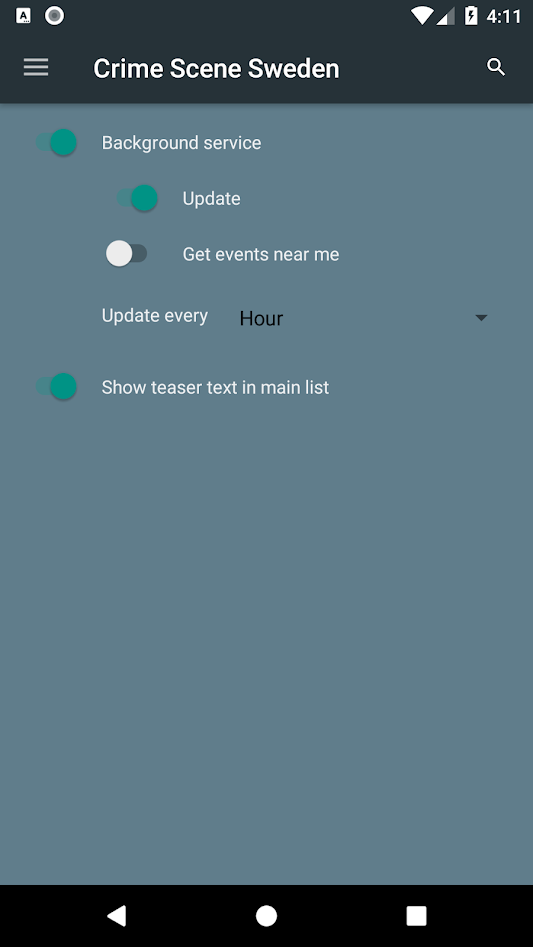 4:11
Crime Scene Sweden
Background service
Update
Get events near me
Update every Hour
Show teaser text in main list